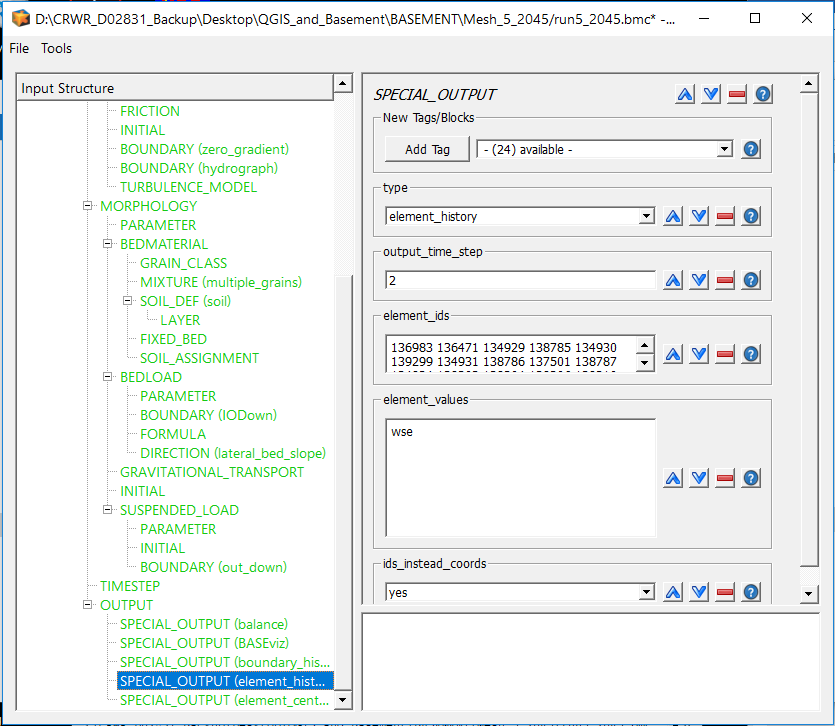 D:\CRWR_D02831_Backup\Desktop\QGIS_and_Basement\BASEMENT\Mesh_5_2045/run5_2045.bmc* -...
File Tools
Input Structure
FRICTION
INITIAL
BOUNDARY (zero_gradient)
BOUNDARY (hydrograph)
TURBULENCE_MODEL
MORPHOLOGY
PARAMETER
BEDMATERIAL
GRAIN_CLASS
MIXTURE (multiple_grains)
SOIL_DEF (soil)
LAYER
FIXED_BED
SOIL_ASSIGNMENT
BEDLOAD
PARAMETER
BOUNDARY (IODown)
FORMULA
DIRECTION (lateral_bed_slope)
GRAVITATIONAL_TRANSPORT
INITIAL
SUSPENDED_LOAD
PARAMETER
INITIAL
BOUNDARY (out_down)
TIMESTEP
OUTPUT
SPECIAL_OUTPUT (balance)
SPECIAL_OUTPUT (BASEviz)
SPECIAL_OUTPUT (boundary_his...
SPECIAL_OUTPUT (element_hist...
SPECIAL_OUTPUT (element_cent...
SPECIAL_OUTPUT
New Tags/Blocks
Add Tag
- (24) available -
type
element_history
output_time_step
2
element_ids
136983 136471 134929 138785 134930
139299 134931 138786 137501 138787
element_values
wse
ids_instead_coords
yes